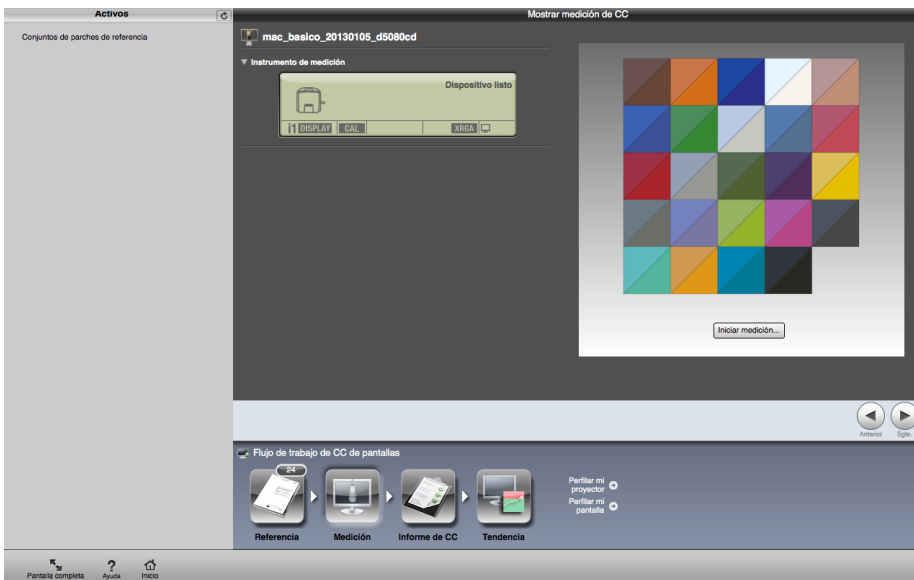 Activos
Mostrar medición de CC
Conjuntos de parches de referencia
mac_basico_20130105_d5080cd
Instrumento de medición
Dispositivo listo
i1 DISPLAY CAL XRGA
Iniciar medición...
Anterior Sgte.
Flujo de trabajo de CC de pantallas
24
Referencia Medición Informe de CC Tendencia
Perfilar mi
proyector
Perfilar mi
pantalla
Pantalla completa Ayuda Inicio